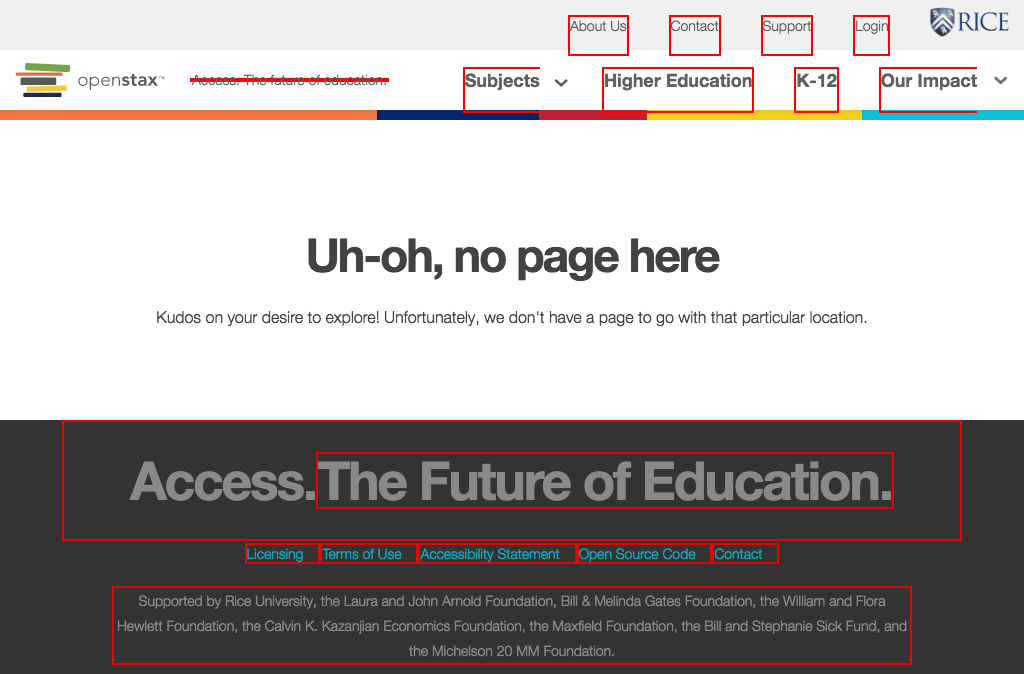 About Us Contact Support Login RICE
openstax™ Access. The future of education. Subjects Higher Education K-12 Our Impact
Uh-oh, no page here
Kudos on your desire to explore! Unfortunately, we don't have a page to go with that particular location.
Access. The Future of Education.
Licensing Terms of Use Accessibility Statement Open Source Code Contact
Supported by Rice University, the Laura and John Arnold Foundation, Bill & Melinda Gates Foundation, the William and Flora
Hewlett Foundation, the Calvin K. Kazanjian Economics Foundation, the Maxfield Foundation, the Bill and Stephanie Sick Fund, and
the Michelson 20 MM Foundation.